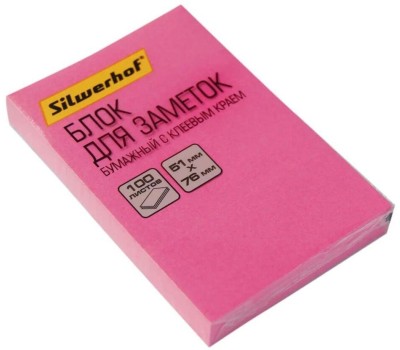 Silwerhof
БЛОК
ДЛЯ ЗАМЕТОК
БУМАЖНЫЙ С КЛЕЕВЫМ КРАЕМ
100
ЛИСТОВ
51 мм
х
76 мм